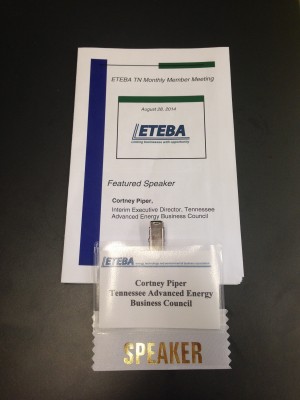 ETEBA TN Monthly Member Meeting
August 28, 2014
ETEBA
Uniting businesses with opportunity
Featured Speaker
Cortney Piper,
Interim Executive Director, Tennessee
Advanced Energy Business Council
ETEBA
Cortney Piper
Tennessee Advanced Energy
Business Council
SPEAKER